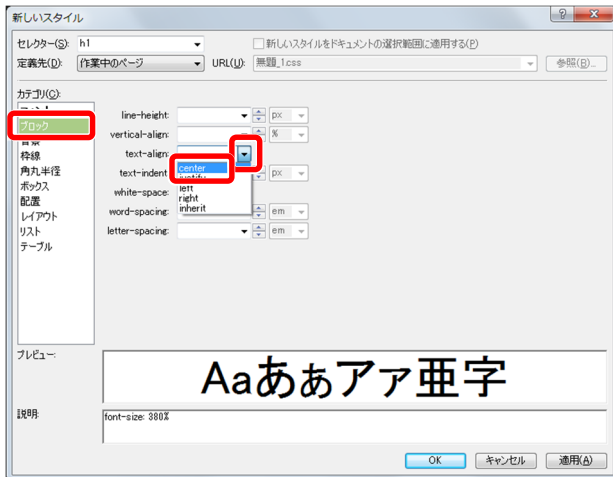 新しいスタイル
セレクター(S): h1 新しいスタイルをドキュメントの選択範囲に適用する(P)
定義先(D): 作業中のページ URL(U): 無題_1.css 参照(B)...
カテゴリ(C):
ブロック
背景
枠線
角丸半径
ボックス
配置
レイアウト
リスト
テーブル
line-height: px
vertical-align: %
text-align:
center
justify
left
right
inherit
text-indent: px
white-space:
word-spacing: em
letter-spacing: em
プレビュー:
Aaあぁアァ亜字
説明:
font-size: 380%
OK キャンセル 適用(A)